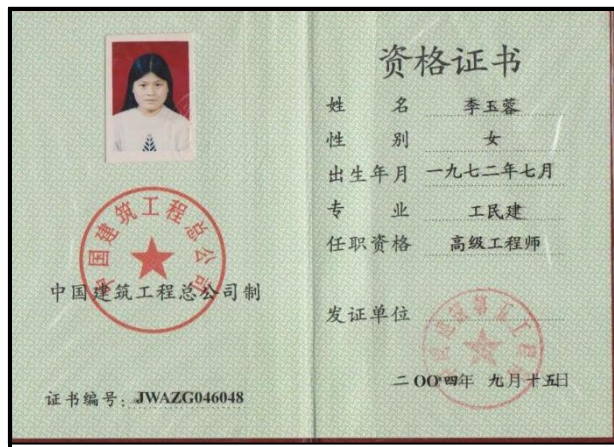 中国建筑工程总公司
中国建筑工程总公司制
证书编号：JWAZG046048
资格证书
姓 名 李玉蓉
性 别 女
出生年月 一九七二年七月
专 业 工民建
任职资格 高级工程师
发证单位
二OO四年 九月十五日